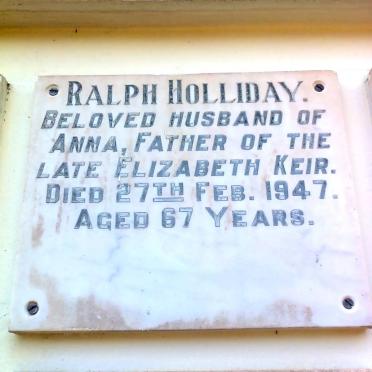 RALPH HOLLIDAY.
BELOVED HUSBAND OF
ANNA, FATHER OF THE
LATE ELIZABETH KEIR.
DIED 27TH FEB. 1947.
AGED 67 YEARS.